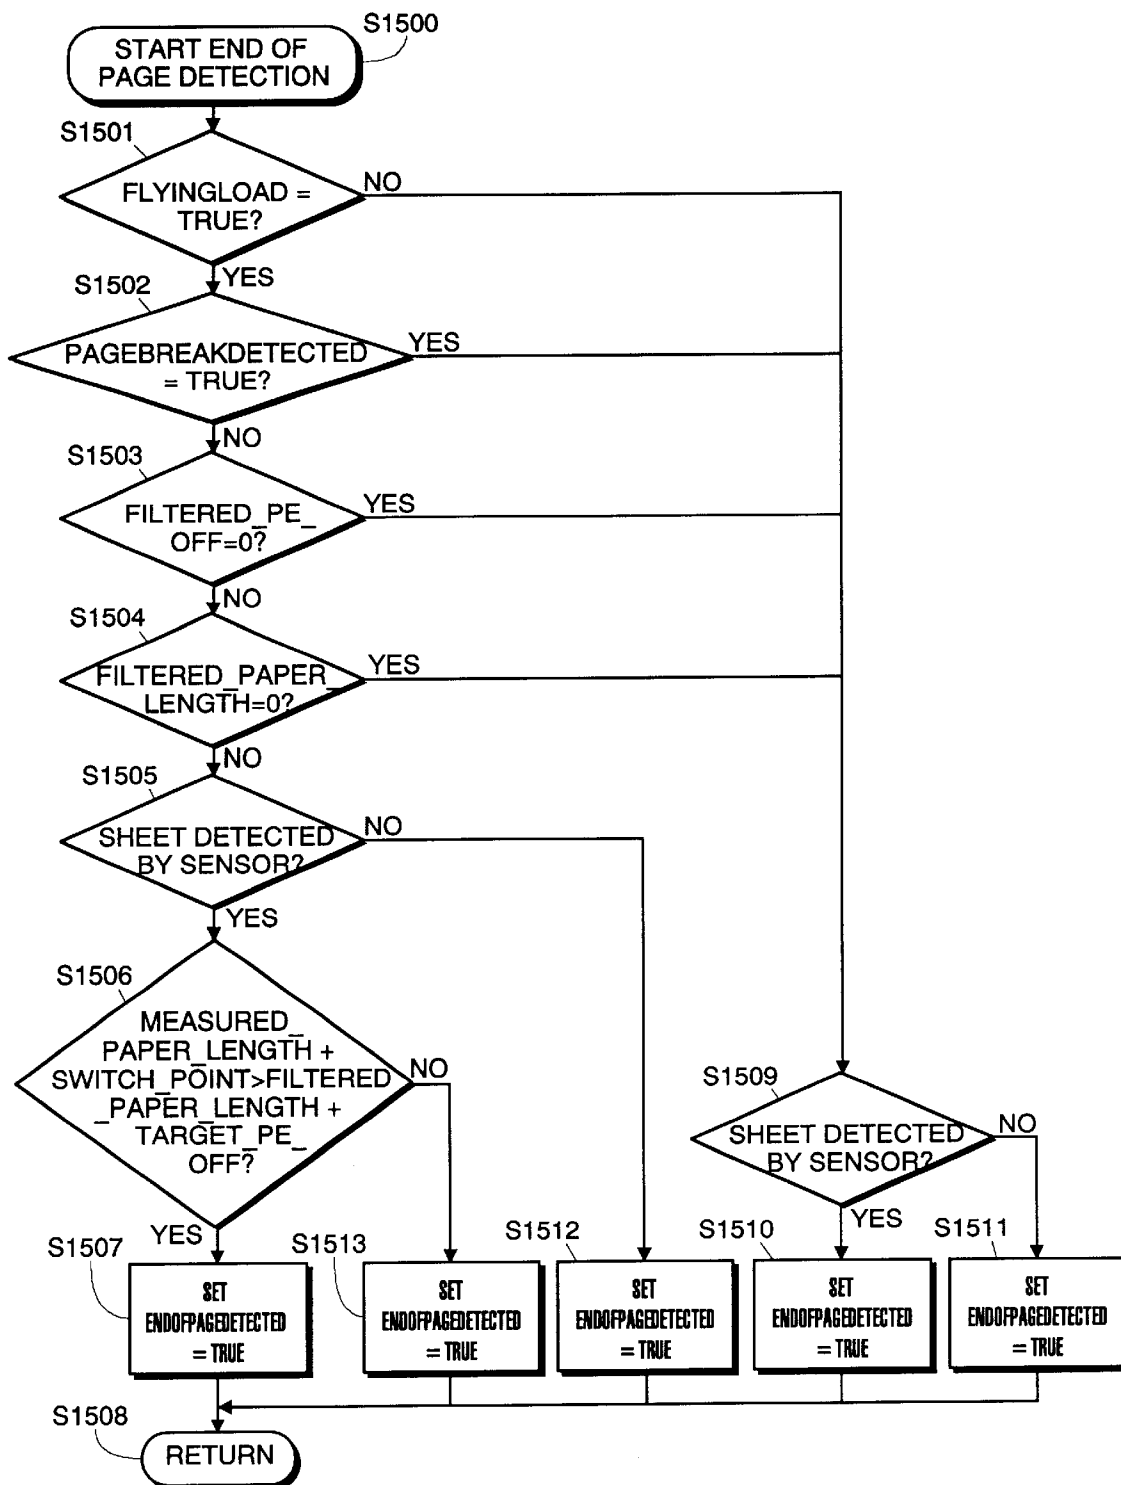 S1500
START END OF
PAGE DETECTION
S1501
FLYINGLOAD =
TRUE?
NO
YES
S1502
PAGEBREAKDETECTED
= TRUE?
YES
NO
S1503
FILTERED_PE_
OFF=0?
YES
NO
S1504
FILTERED_PAPER_
LENGTH=0?
YES
NO
S1505
SHEET DETECTED
BY SENSOR?
NO
YES
S1506
MEASURED_
PAPER_LENGTH +
SWITCH_POINT>FILTERED
_PAPER_LENGTH +
TARGET_PE_
OFF?
NO
YES
S1509
SHEET DETECTED
BY SENSOR?
NO
YES
S1507
SET
ENDOFPAGEDETECTED
= TRUE
S1513
SET
ENDOFPAGEDETECTED
= TRUE
S1512
SET
ENDOFPAGEDETECTED
= TRUE
S1510
SET
ENDOFPAGEDETECTED
= TRUE
S1511
SET
ENDOFPAGEDETECTED
= TRUE
S1508
RETURN